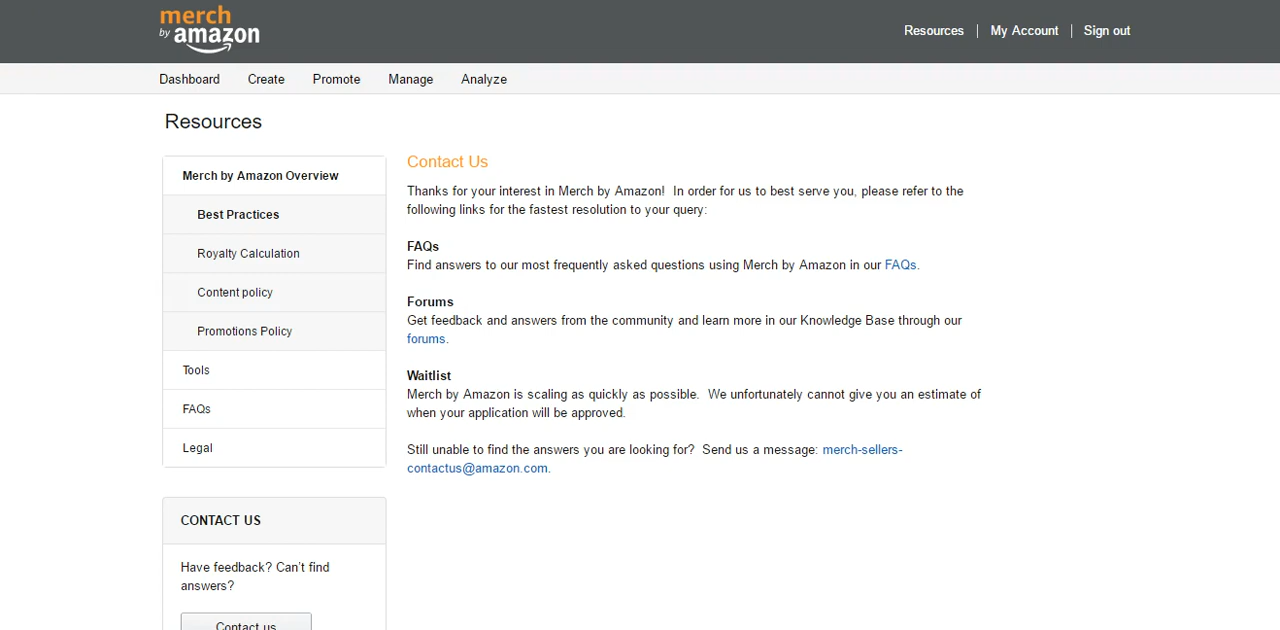 merch
by amazon
Resources | My Account | Sign out
Dashboard Create Promote Manage Analyze
Resources
Merch by Amazon Overview
Best Practices
Royalty Calculation
Content policy
Promotions Policy
Tools
FAQs
Legal
CONTACT US
Have feedback? Can't find
answers?
Contact us
Contact Us
Thanks for your interest in Merch by Amazon!  In order for us to best serve you, please refer to the
following links for the fastest resolution to your query:
FAQs
Find answers to our most frequently asked questions using Merch by Amazon in our FAQs.
Forums
Get feedback and answers from the community and learn more in our Knowledge Base through our
forums.
Waitlist
Merch by Amazon is scaling as quickly as possible.  We unfortunately cannot give you an estimate of
when your application will be approved.
Still unable to find the answers you are looking for?  Send us a message: merch-sellers-
contactus@amazon.com.